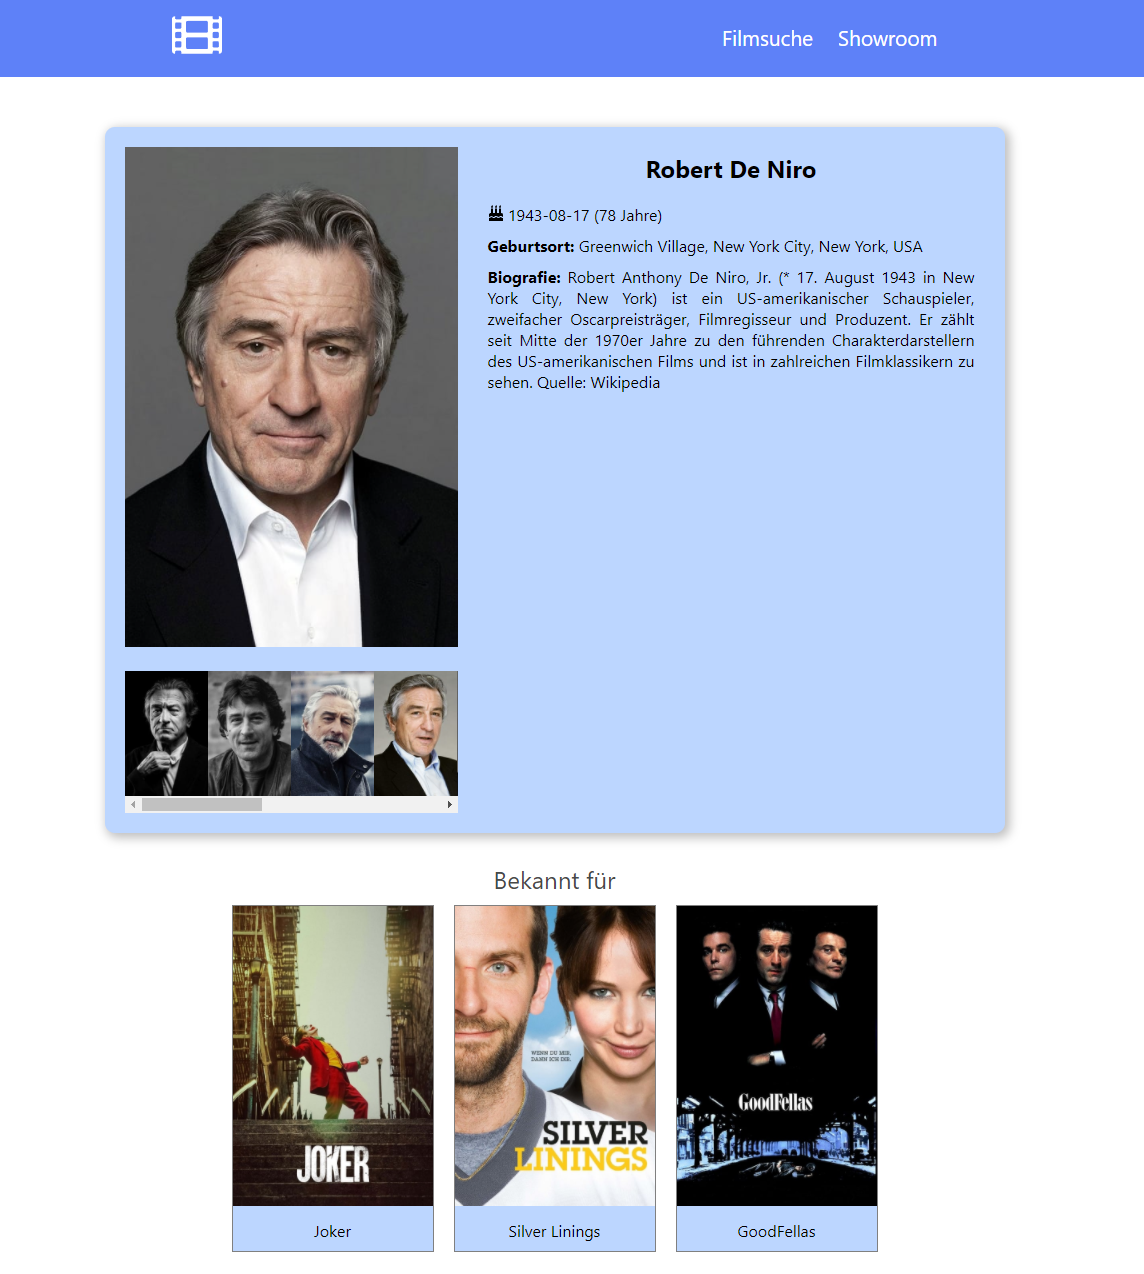 Filmsuche Showroom
Robert De Niro
1943-08-17 (78 Jahre)
Geburtsort: Greenwich Village, New York City, New York, USA
Biografie: Robert Anthony De Niro, Jr. (* 17. August 1943 in New
York City, New York) ist ein US-amerikanischer Schauspieler,
zweifacher Oscarpreisträger, Filmregisseur und Produzent. Er zählt
seit Mitte der 1970er Jahre zu den führenden Charakterdarstellern
des US-amerikanischen Films und ist in zahlreichen Filmklassikern zu
sehen. Quelle: Wikipedia
Bekannt für
JOKER
Joker
WENN DU MIR,
DANN ICH DIR.
SILVER
LININGS
Silver Linings
GoodFellas
GoodFellas